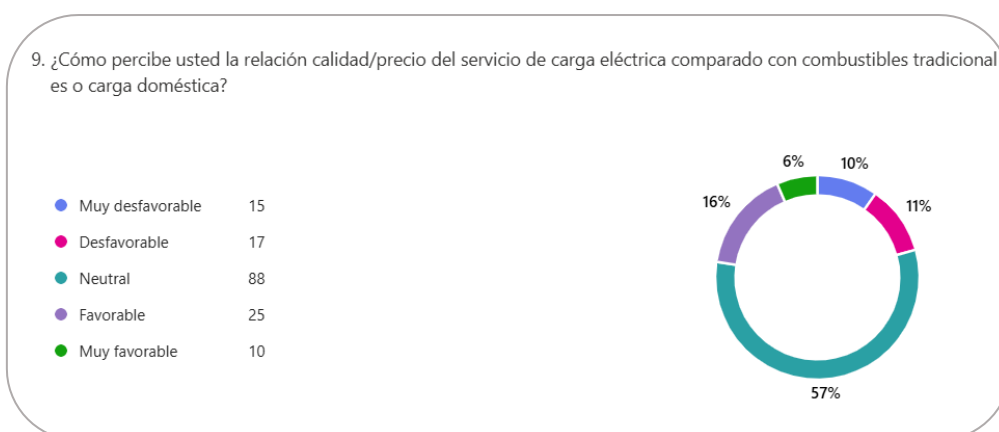 9. ¿Cómo percibe usted la relación calidad/precio del servicio de carga eléctrica comparado con combustibles tradicional
es o carga doméstica?
Muy desfavorable 15
Desfavorable 17
Neutral 88
Favorable 25
Muy favorable 10
6% 10%
16% 11%
57%